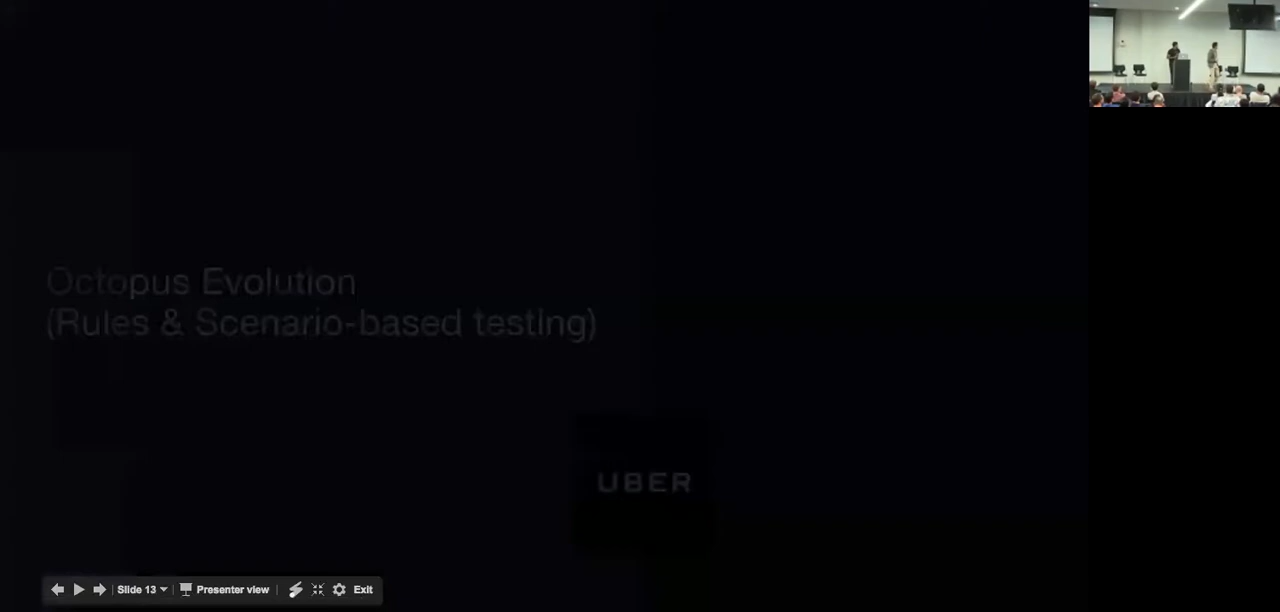 Octopus Evolution
(Rules & Scenario-based testing)
UBER
Slide 13
Presenter view
Exit